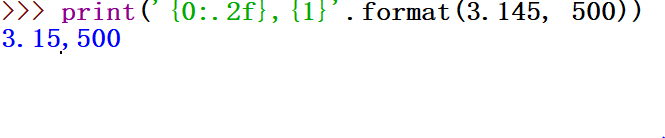 >>> print('{0:.2f},{1}'.format(3.145, 500))
3.15,500